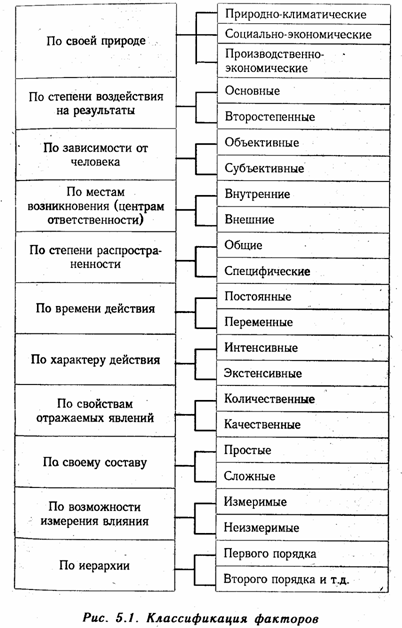 По своей природе
Природно-климатические
Социально-экономические
Производственно-
экономические
По степени воздействия
на результаты
Основные
Второстепенные
По зависимости от
человека
Объективные
Субъективные
По местам
возникновения (центрам
ответственности)
Внутренние
Внешние
По степени распростра-
ненности
Общие
Специфические
По времени действия
Постоянные
Переменные
По характеру действия
Интенсивные
Экстенсивные
По свойствам
отражаемых явлений
Количественные
Качественные
По своему составу
Простые
Сложные
По возможности
измерения влияния
Измеримые
Неизмеримые
По иерархии
Первого порядка
Второго порядка и т.д.
Рис. 5.1. Классификация факторов